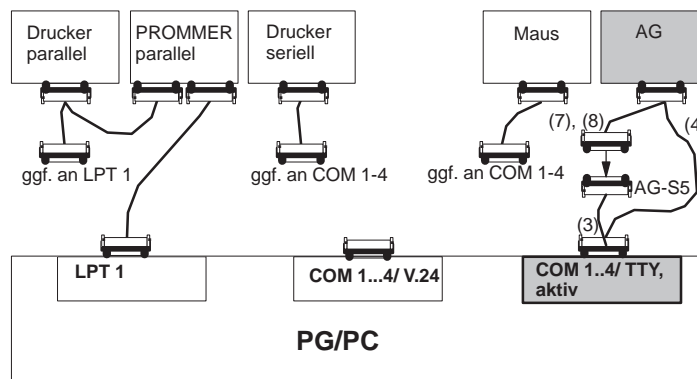 Drucker
parallel
PROMMER
parallel
Drucker
seriell
Maus
AG
(7), (8)
(4
ggf. an LPT 1
ggf. an COM 1-4
ggf. an COM 1-4
AG-S5
(3)
LPT 1
COM 1...4/ V.24
COM 1..4/ TTY,
aktiv
PG/PC